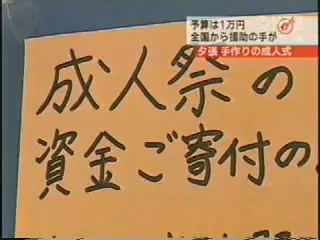 予算は1万円
全国から援助の手が
夕張 手作りの成人式
成人祭の
資金ご寄付の